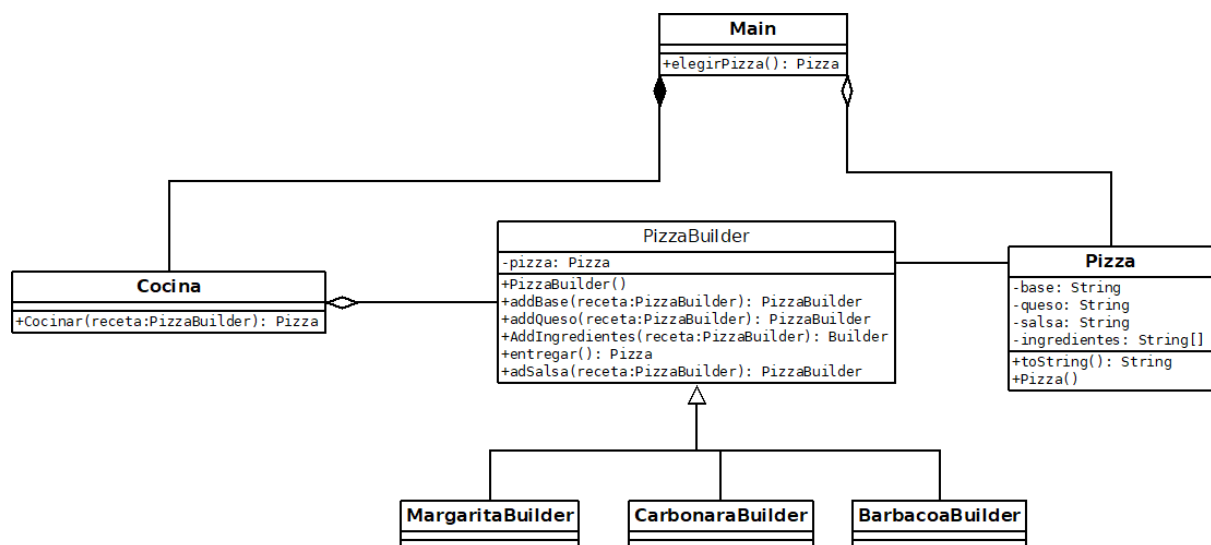 Main
+elegirPizza(): Pizza
PizzaBuilder
-pizza: Pizza
+PizzaBuilder()
+addBase(receta:PizzaBuilder): PizzaBuilder
+addQueso(receta:PizzaBuilder): PizzaBuilder
+AddIngredientes(receta:PizzaBuilder): Builder
+entregar(): Pizza
+adSalsa(receta:PizzaBuilder): PizzaBuilder
Pizza
-base: String
-queso: String
-salsa: String
-ingredientes: String[]
+toString(): String
+Pizza()
Cocina
+Cocinar(receta:PizzaBuilder): Pizza
MargaritaBuilder
CarbonaraBuilder
BarbacoaBuilder